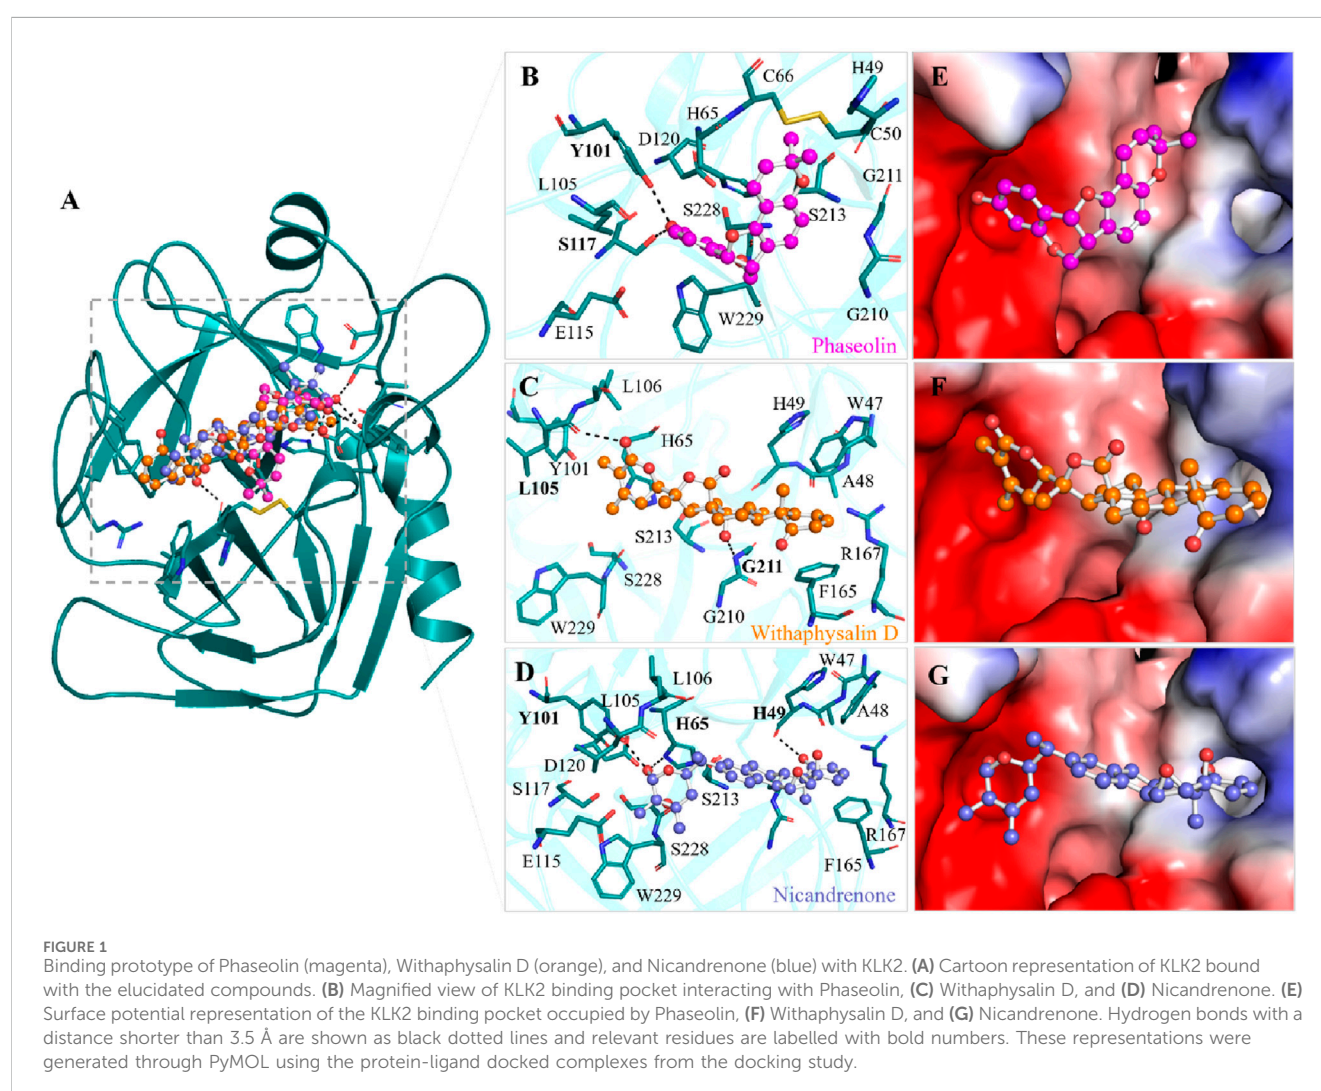 A
B
C66
H49
H65
D120
C50
Y101
L105
G211
S228
S213
S117
E115
W229
G210
Phaseolin
E
C
L106
H49
W47
H65
Y101
L105
A48
S213
R167
S228
G211
F165
G210
W229
Withaphysalin D
F
D
L106
W47
L105
Y101
H65
H49
A48
D120
S117
S213
S228
E115
R167
F165
W229
Nicandrenone
G
FIGURE 1
Binding prototype of Phaseolin (magenta), Withaphysalin D (orange), and Nicandrenone (blue) with KLK2. (A) Cartoon representation of KLK2 bound
with the elucidated compounds. (B) Magnified view of KLK2 binding pocket interacting with Phaseolin, (C) Withaphysalin D, and (D) Nicandrenone. (E)
Surface potential representation of the KLK2 binding pocket occupied by Phaseolin, (F) Withaphysalin D, and (G) Nicandrenone. Hydrogen bonds with a
distance shorter than 3.5 Å are shown as black dotted lines and relevant residues are labelled with bold numbers. These representations were
generated through PyMOL using the protein-ligand docked complexes from the docking study.